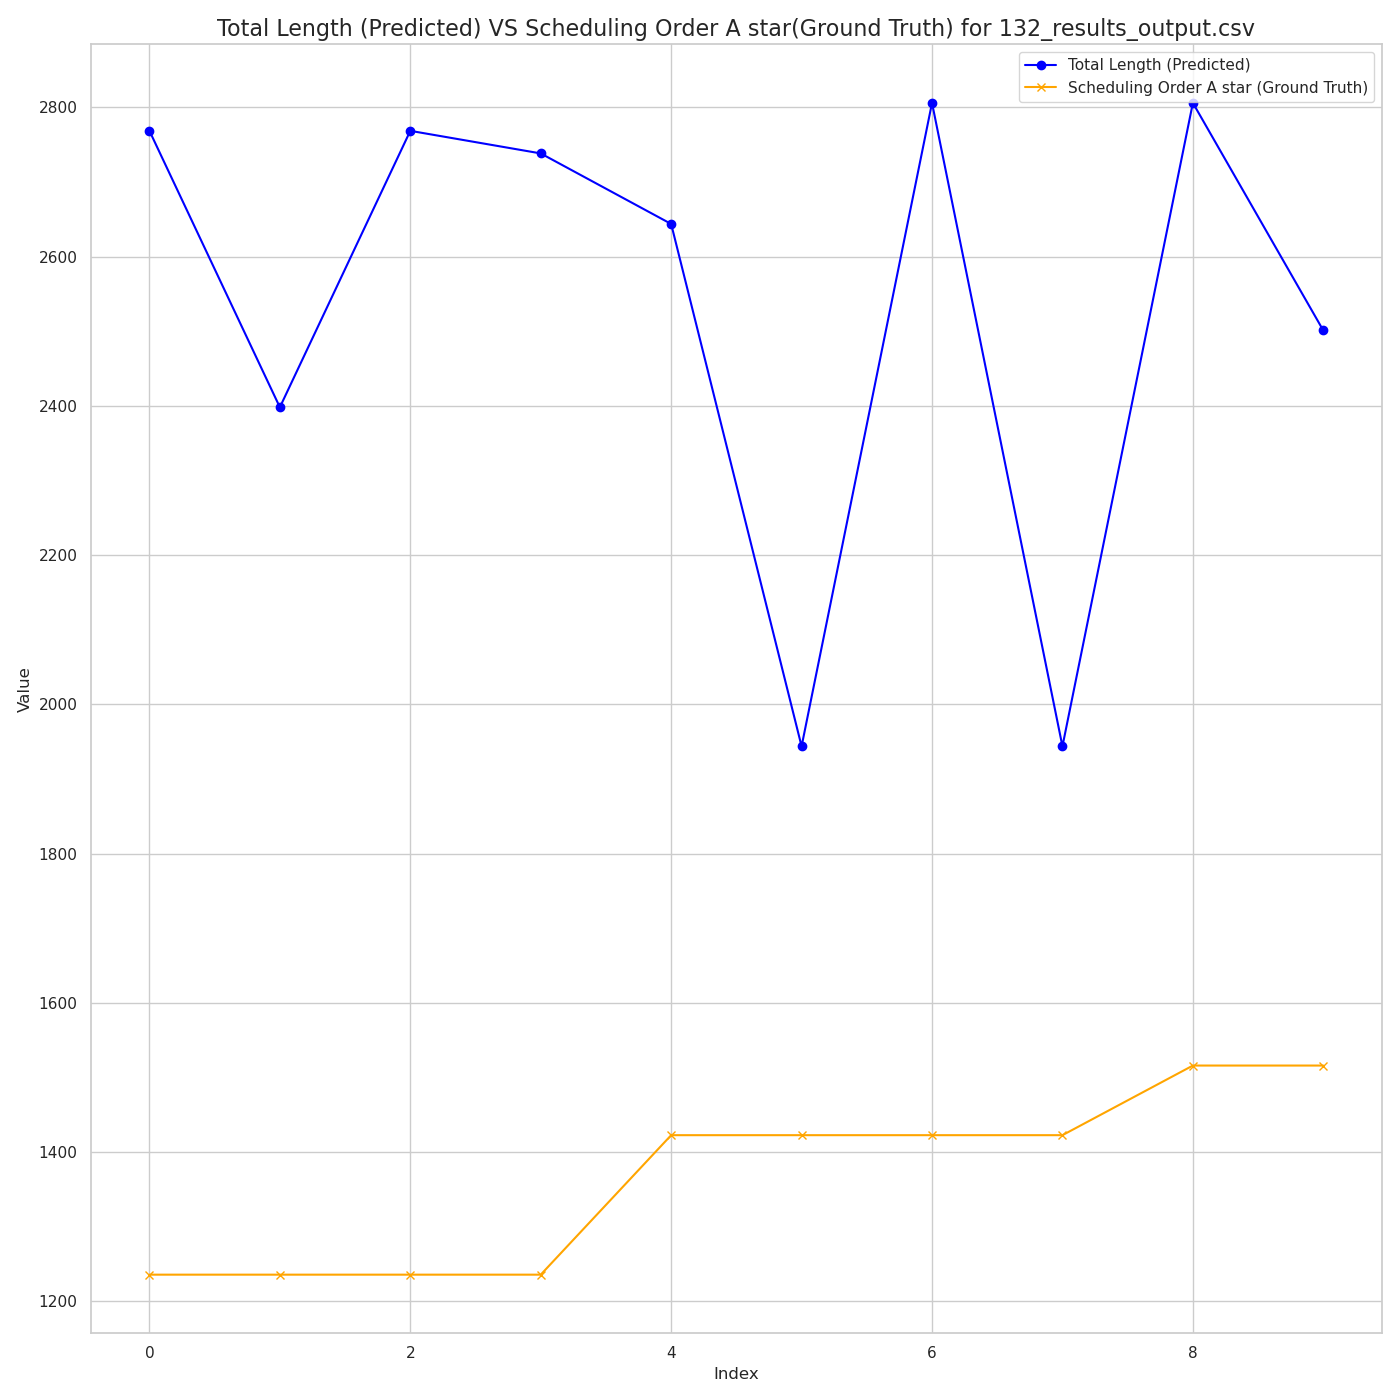 Total Length (Predicted) VS Scheduling Order A star(Ground Truth) for 132_results_output.csv
Total Length (Predicted)
Scheduling Order A star (Ground Truth)
2800
2600
2400
2200
2000
1800
1600
1400
1200
Value
0 2 4 6 8
Index